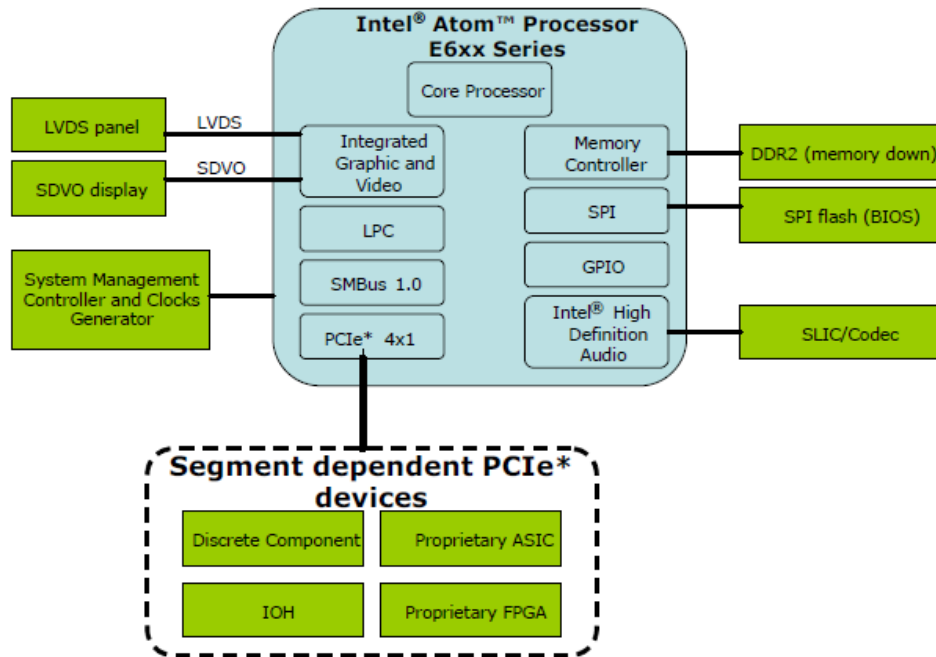 Intel® Atom™ Processor
E6xx Series
Core Processor
LVDS panel
LVDS
Integrated
Graphic and
Video
Memory
Controller
DDR2 (memory down)
SDVO display
SDVO
SPI
SPI flash (BIOS)
LPC
System Management
Controller and Clocks
Generator
SMBus 1.0
GPIO
PCIe* 4x1
Intel® High
Definition
Audio
SLIC/Codec
Segment dependent PCIe*
devices
Discrete Component
Proprietary ASIC
IOH
Proprietary FPGA